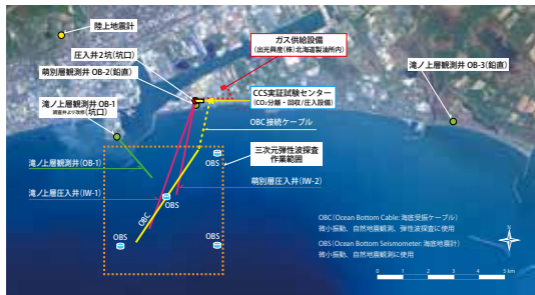 陸上地震計
圧入井2坑(坑口)
萌別層観測井 OB-2(鉛直)
滝ノ上層観測井 OB-1
(坑口)
ガス供給設備
(出光興産(株)北海道製油所内)
CCS実証試験センター
(CO₂分離・回収/圧入設備)
滝ノ上層観測井 OB-3(鉛直)
OBC接続ケーブル
OBS
三次元弾性波探査
作業範囲
滝ノ上層観測井(OB-1)
滝ノ上層圧入井(IW-1)
萌別層圧入井(IW-2)
OBS
OBC
OBS
OBS
OBC(Ocean Bottom Cable:海底受振ケーブル)
微小振動、自然地震観測、弾性波探査に使用
OBS(Ocean Bottom Seismometer:海底地震計)
微小振動、自然地震観測に使用
N
0 1 2 3 4 5 km